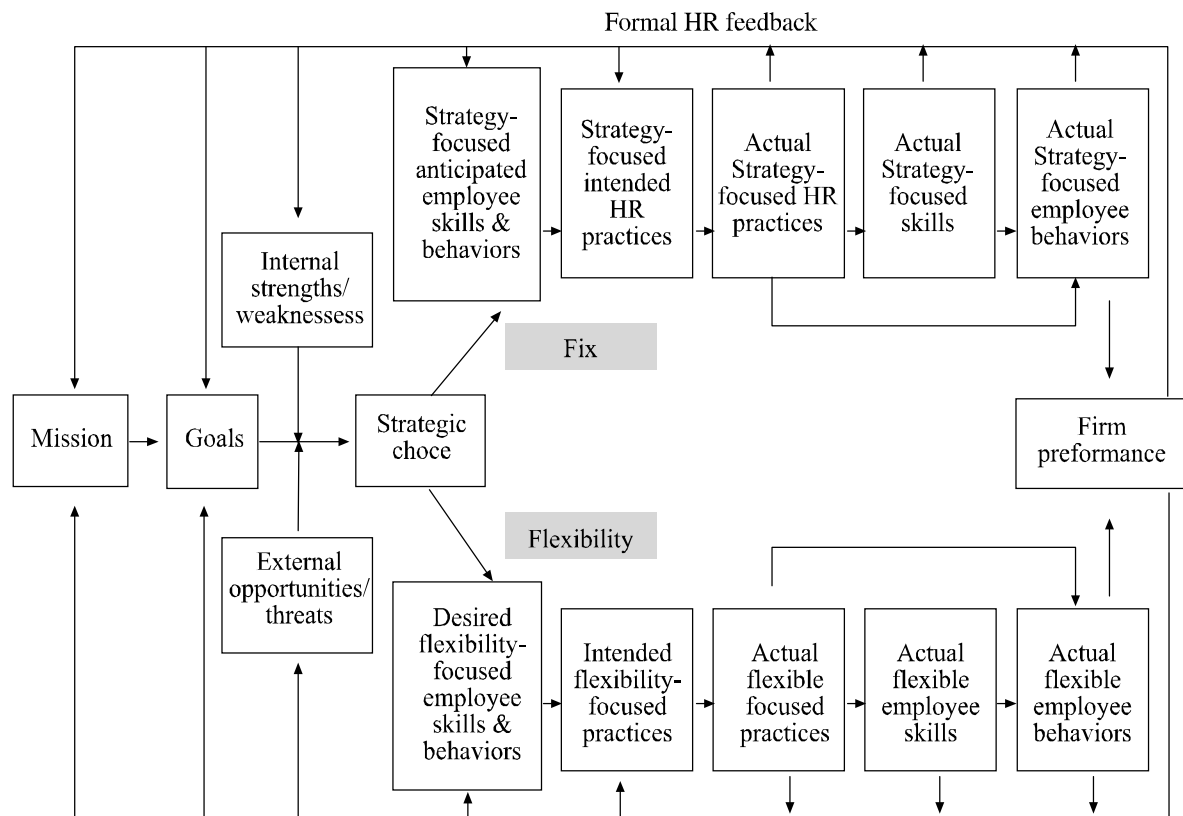 Formal HR feedback
Strategy-
focused
anticipated
employee
skills &
behaviors
Strategy-
focused
intended
HR
practices
Actual
Strategy-
focused HR
practices
Actual
Strategy-
focused
skills
Actual
Strategy-
focused
employee
behaviors
Internal
strengths/
weaknessess
Fix
Mission
Goals
Strategic
choce
Firm
preformance
Flexibility
External
opportunities/
threats
Desired
flexibility-
focused
employee
skills &
behaviors
Intended
flexibility-
focused
practices
Actual
flexible
focused
practices
Actual
flexible
employee
skills
Actual
flexible
employee
behaviors